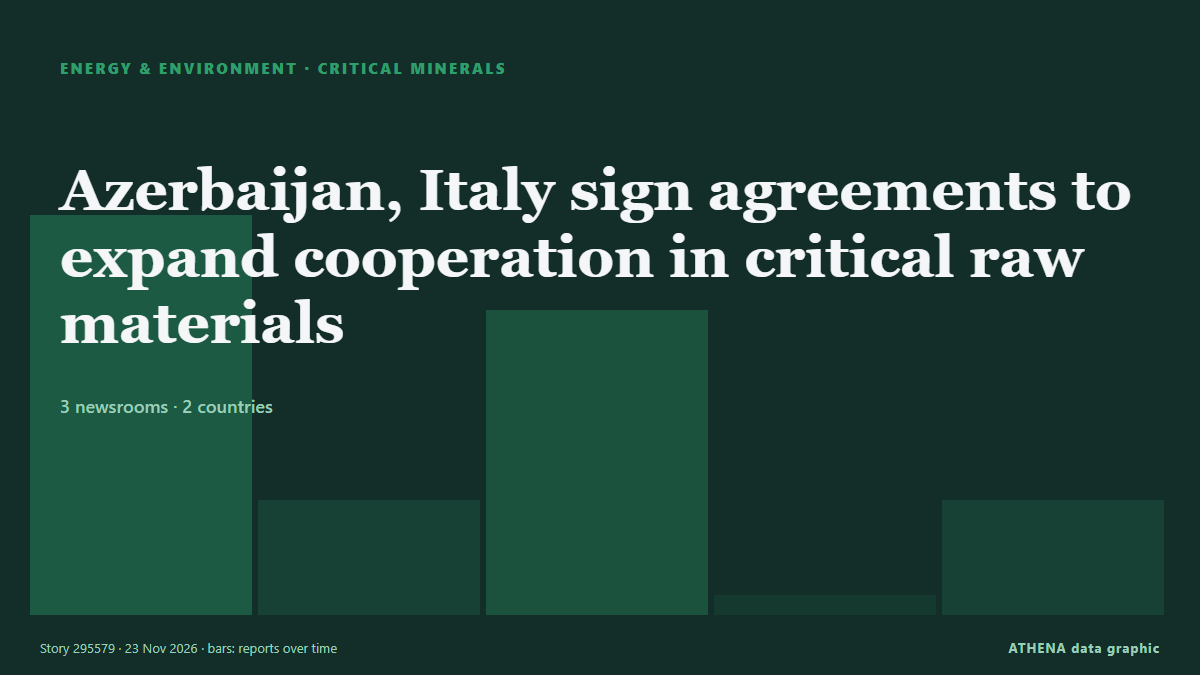 ENERGY & ENVIRONMENT · CRITICAL MINERALS
Azerbaijan, Italy sign agreements to
expand cooperation in critical raw
materials
3 newsrooms · 2 countries
Story 295579 · 23 Nov 2026 · bars: reports over time
ATHENA data graphic